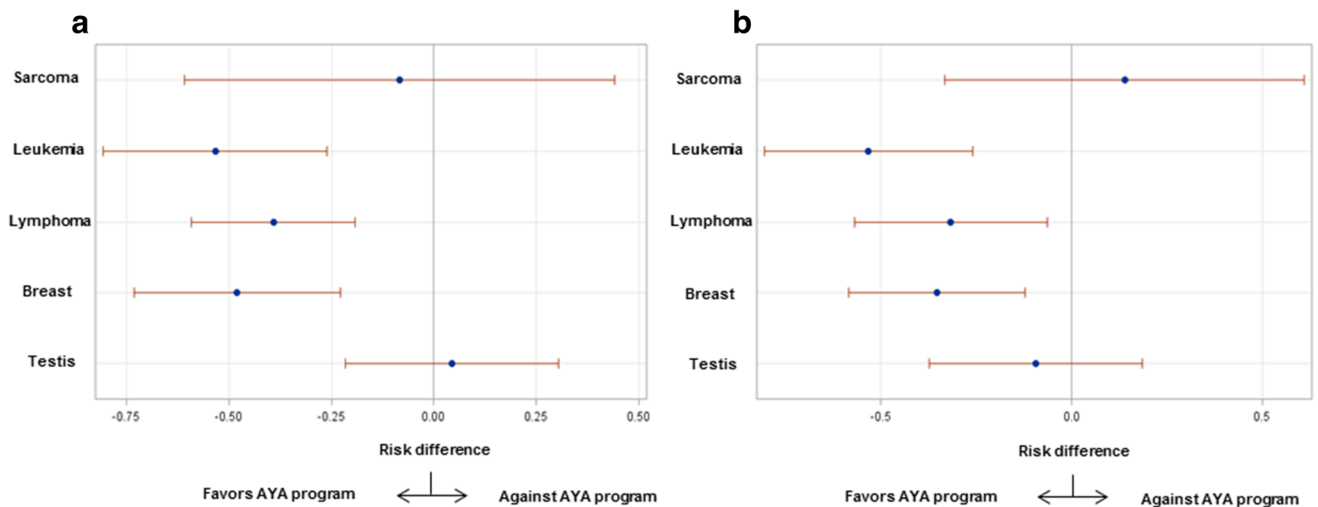 a
Sarcoma
Leukemia
Lymphoma
Breast
Testis
-0.75 -0.50 -0.25 0.00 0.25 0.50
Risk difference
Favors AYA program Against AYA program
b
Sarcoma
Leukemia
Lymphoma
Breast
Testis
-0.5 0.0 0.5
Risk difference
Favors AYA program Against AYA program